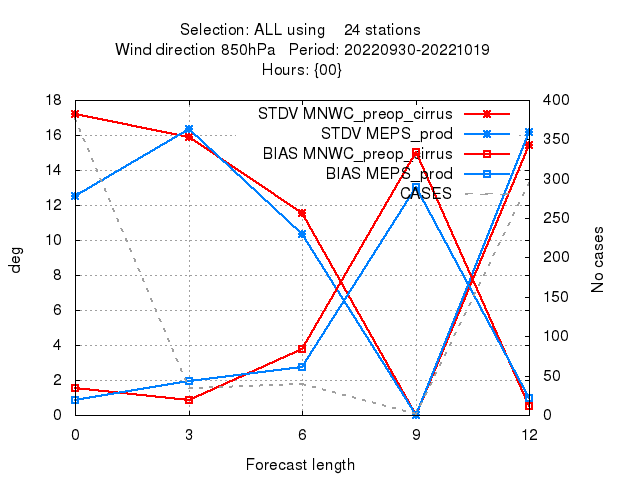 Selection: ALL using    24 stations
Wind direction 850hPa   Period: 20220930-20221019
Hours: {00}
STDV MNWC_preop_cirrus
STDV MEPS_prod
BIAS MNWC_preop_cirrus
BIAS MEPS_prod
CASES
18
16
14
12
10
8
6
4
2
0
deg
400
350
300
250
200
150
100
50
0
No cases
0 3 6 9 12
Forecast length